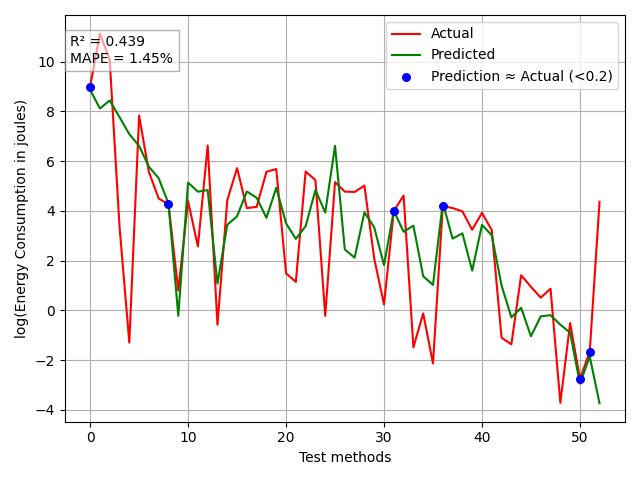 R² = 0.439
MAPE = 1.45%
Actual
Predicted
Prediction ≈ Actual (<0.2)
log(Energy Consumption in joules)
10
8
6
4
2
0
−2
−4
0
10
20
30
40
50
Test methods